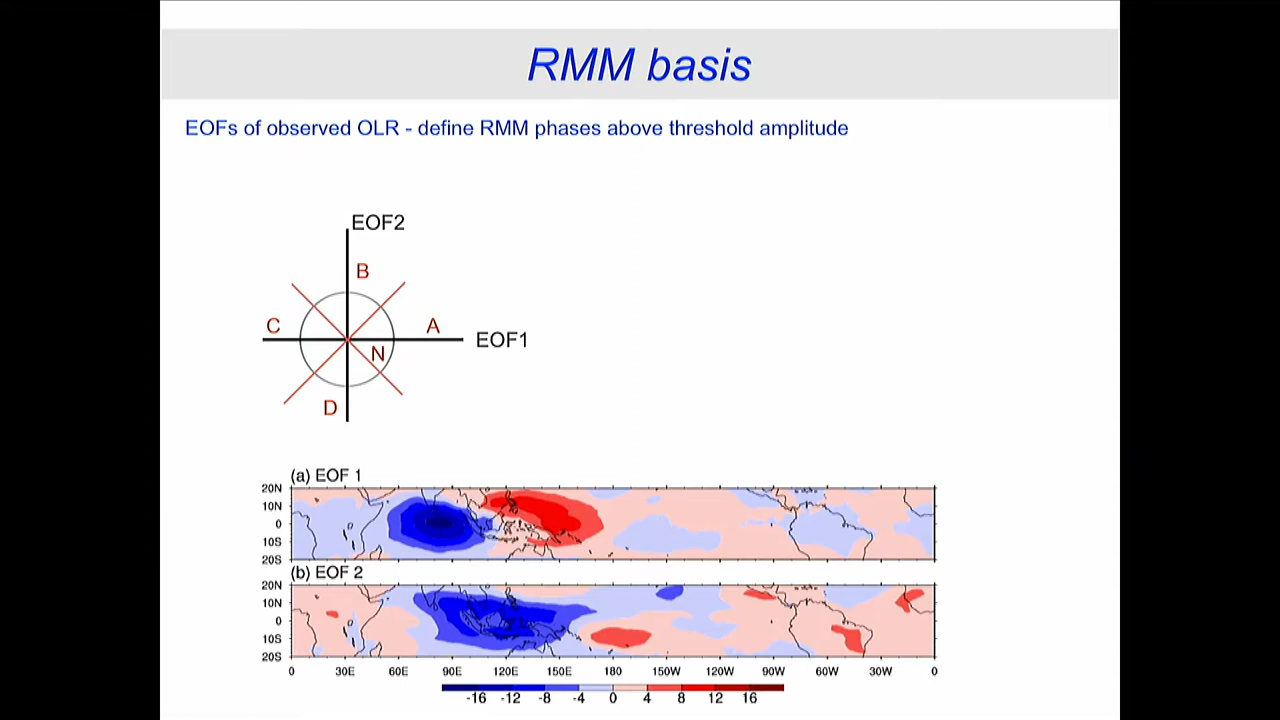 RMM basis
EOFs of observed OLR - define RMM phases above threshold amplitude
EOF2
B
C
A
EOF1
N
D
(a) EOF 1
20N
10N
0
10S
20S
(b) EOF 2
20N
10N
0
10S
20S
0 30E 60E 90E 120E 150E 180 150W 120W 90W 60W 30W 0
-16 -12 -8 -4 0 4 8 12 16